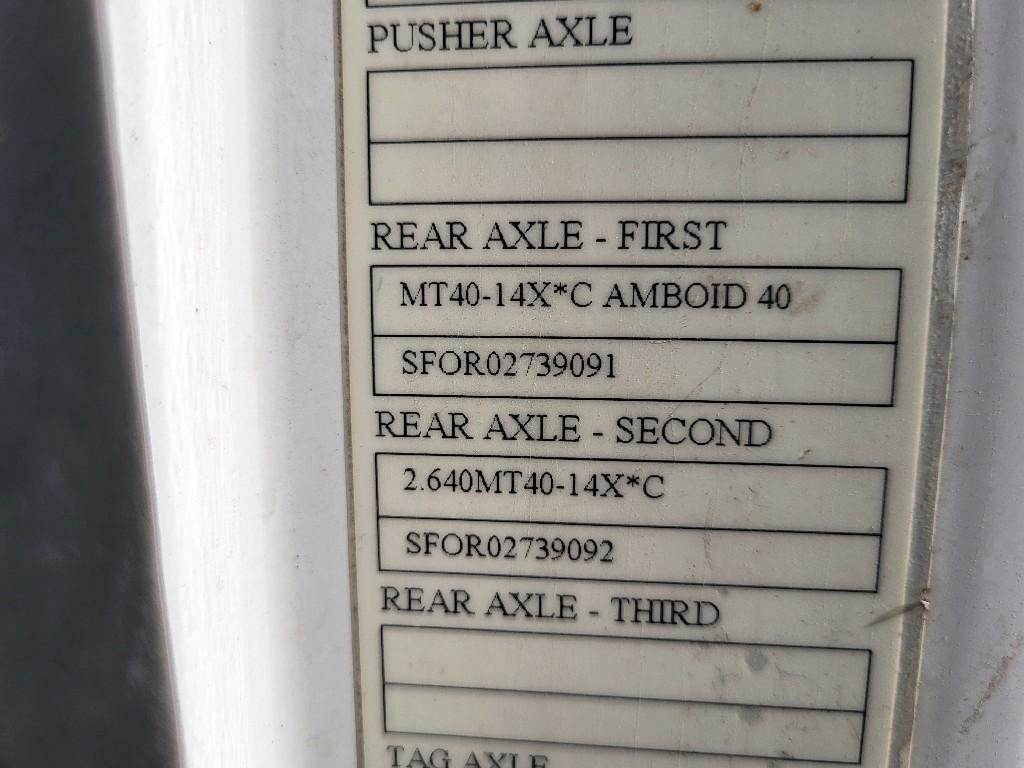 PUSHER AXLE
REAR AXLE - FIRST
MT40-14X*C AMBOID 40
SFOR02739091
REAR AXLE - SECOND
2.640MT40-14X*C
SFOR02739092
REAR AXLE - THIRD
TAG AXLE